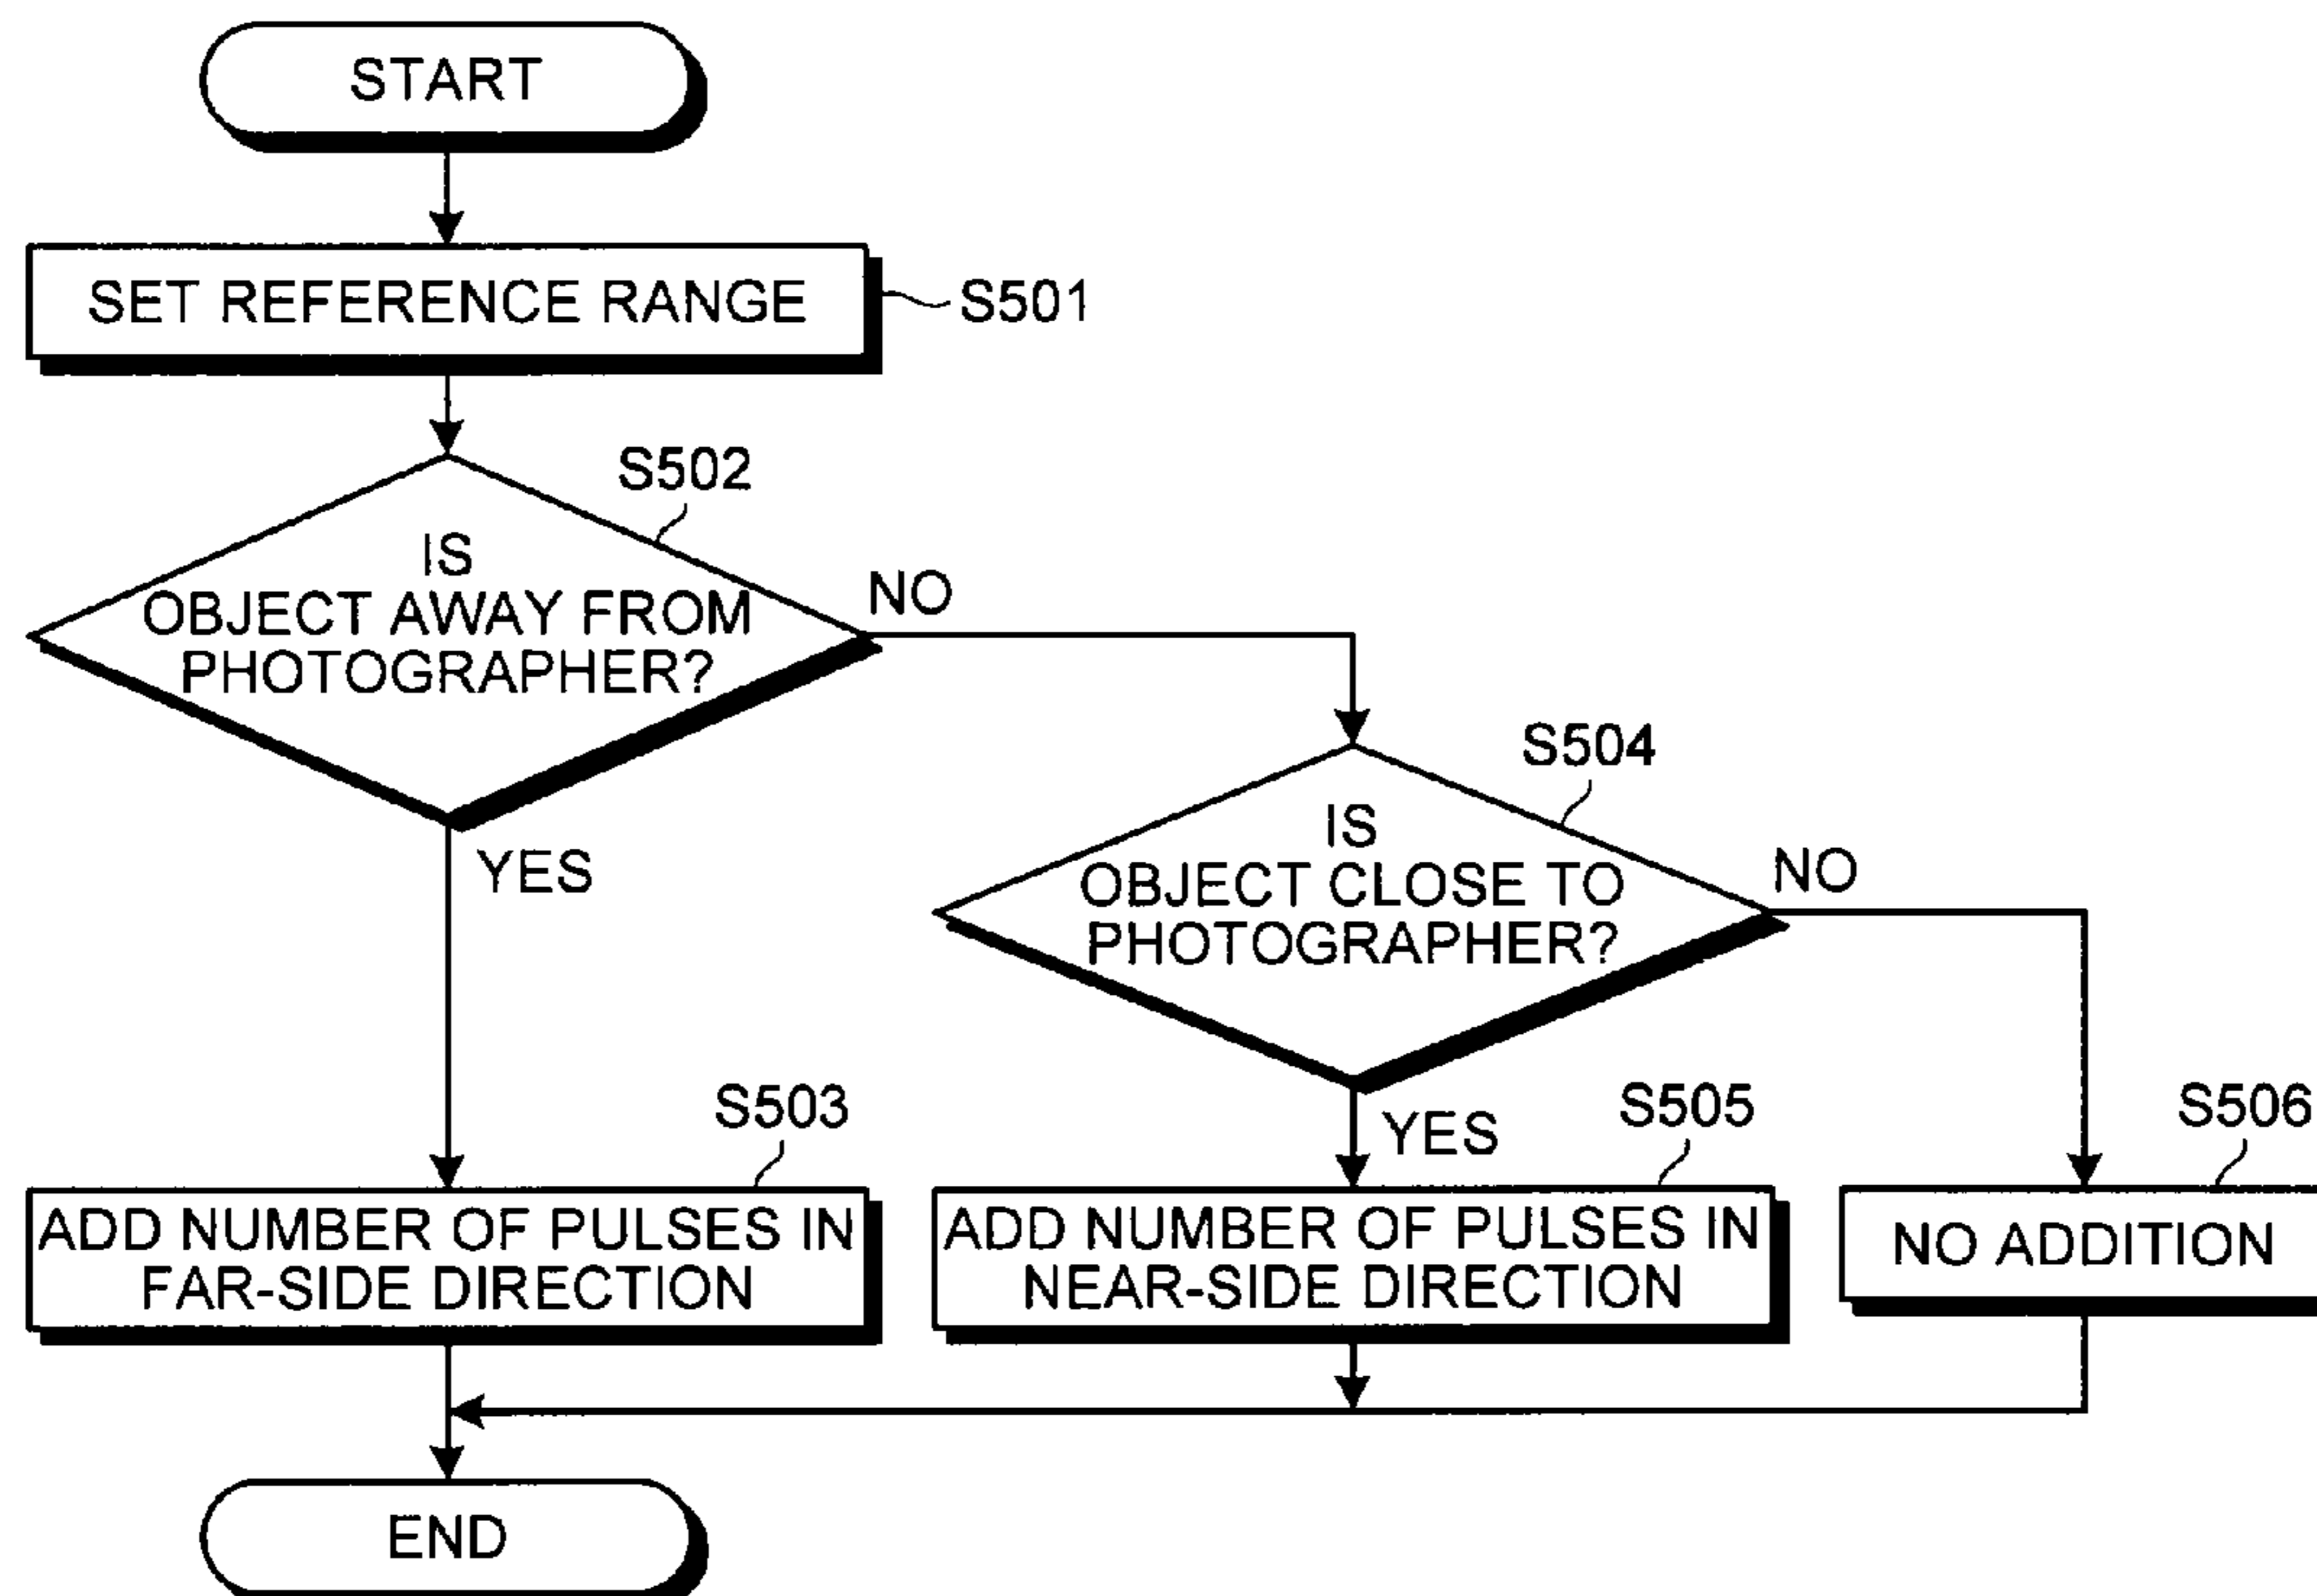 START
SET REFERENCE RANGE
S501
S502
IS
OBJECT AWAY FROM
PHOTOGRAPHER?
NO
YES
S504
IS
OBJECT CLOSE TO
PHOTOGRAPHER?
NO
YES
S503
ADD NUMBER OF PULSES IN
FAR-SIDE DIRECTION
S505
ADD NUMBER OF PULSES IN
NEAR-SIDE DIRECTION
S506
NO ADDITION
END